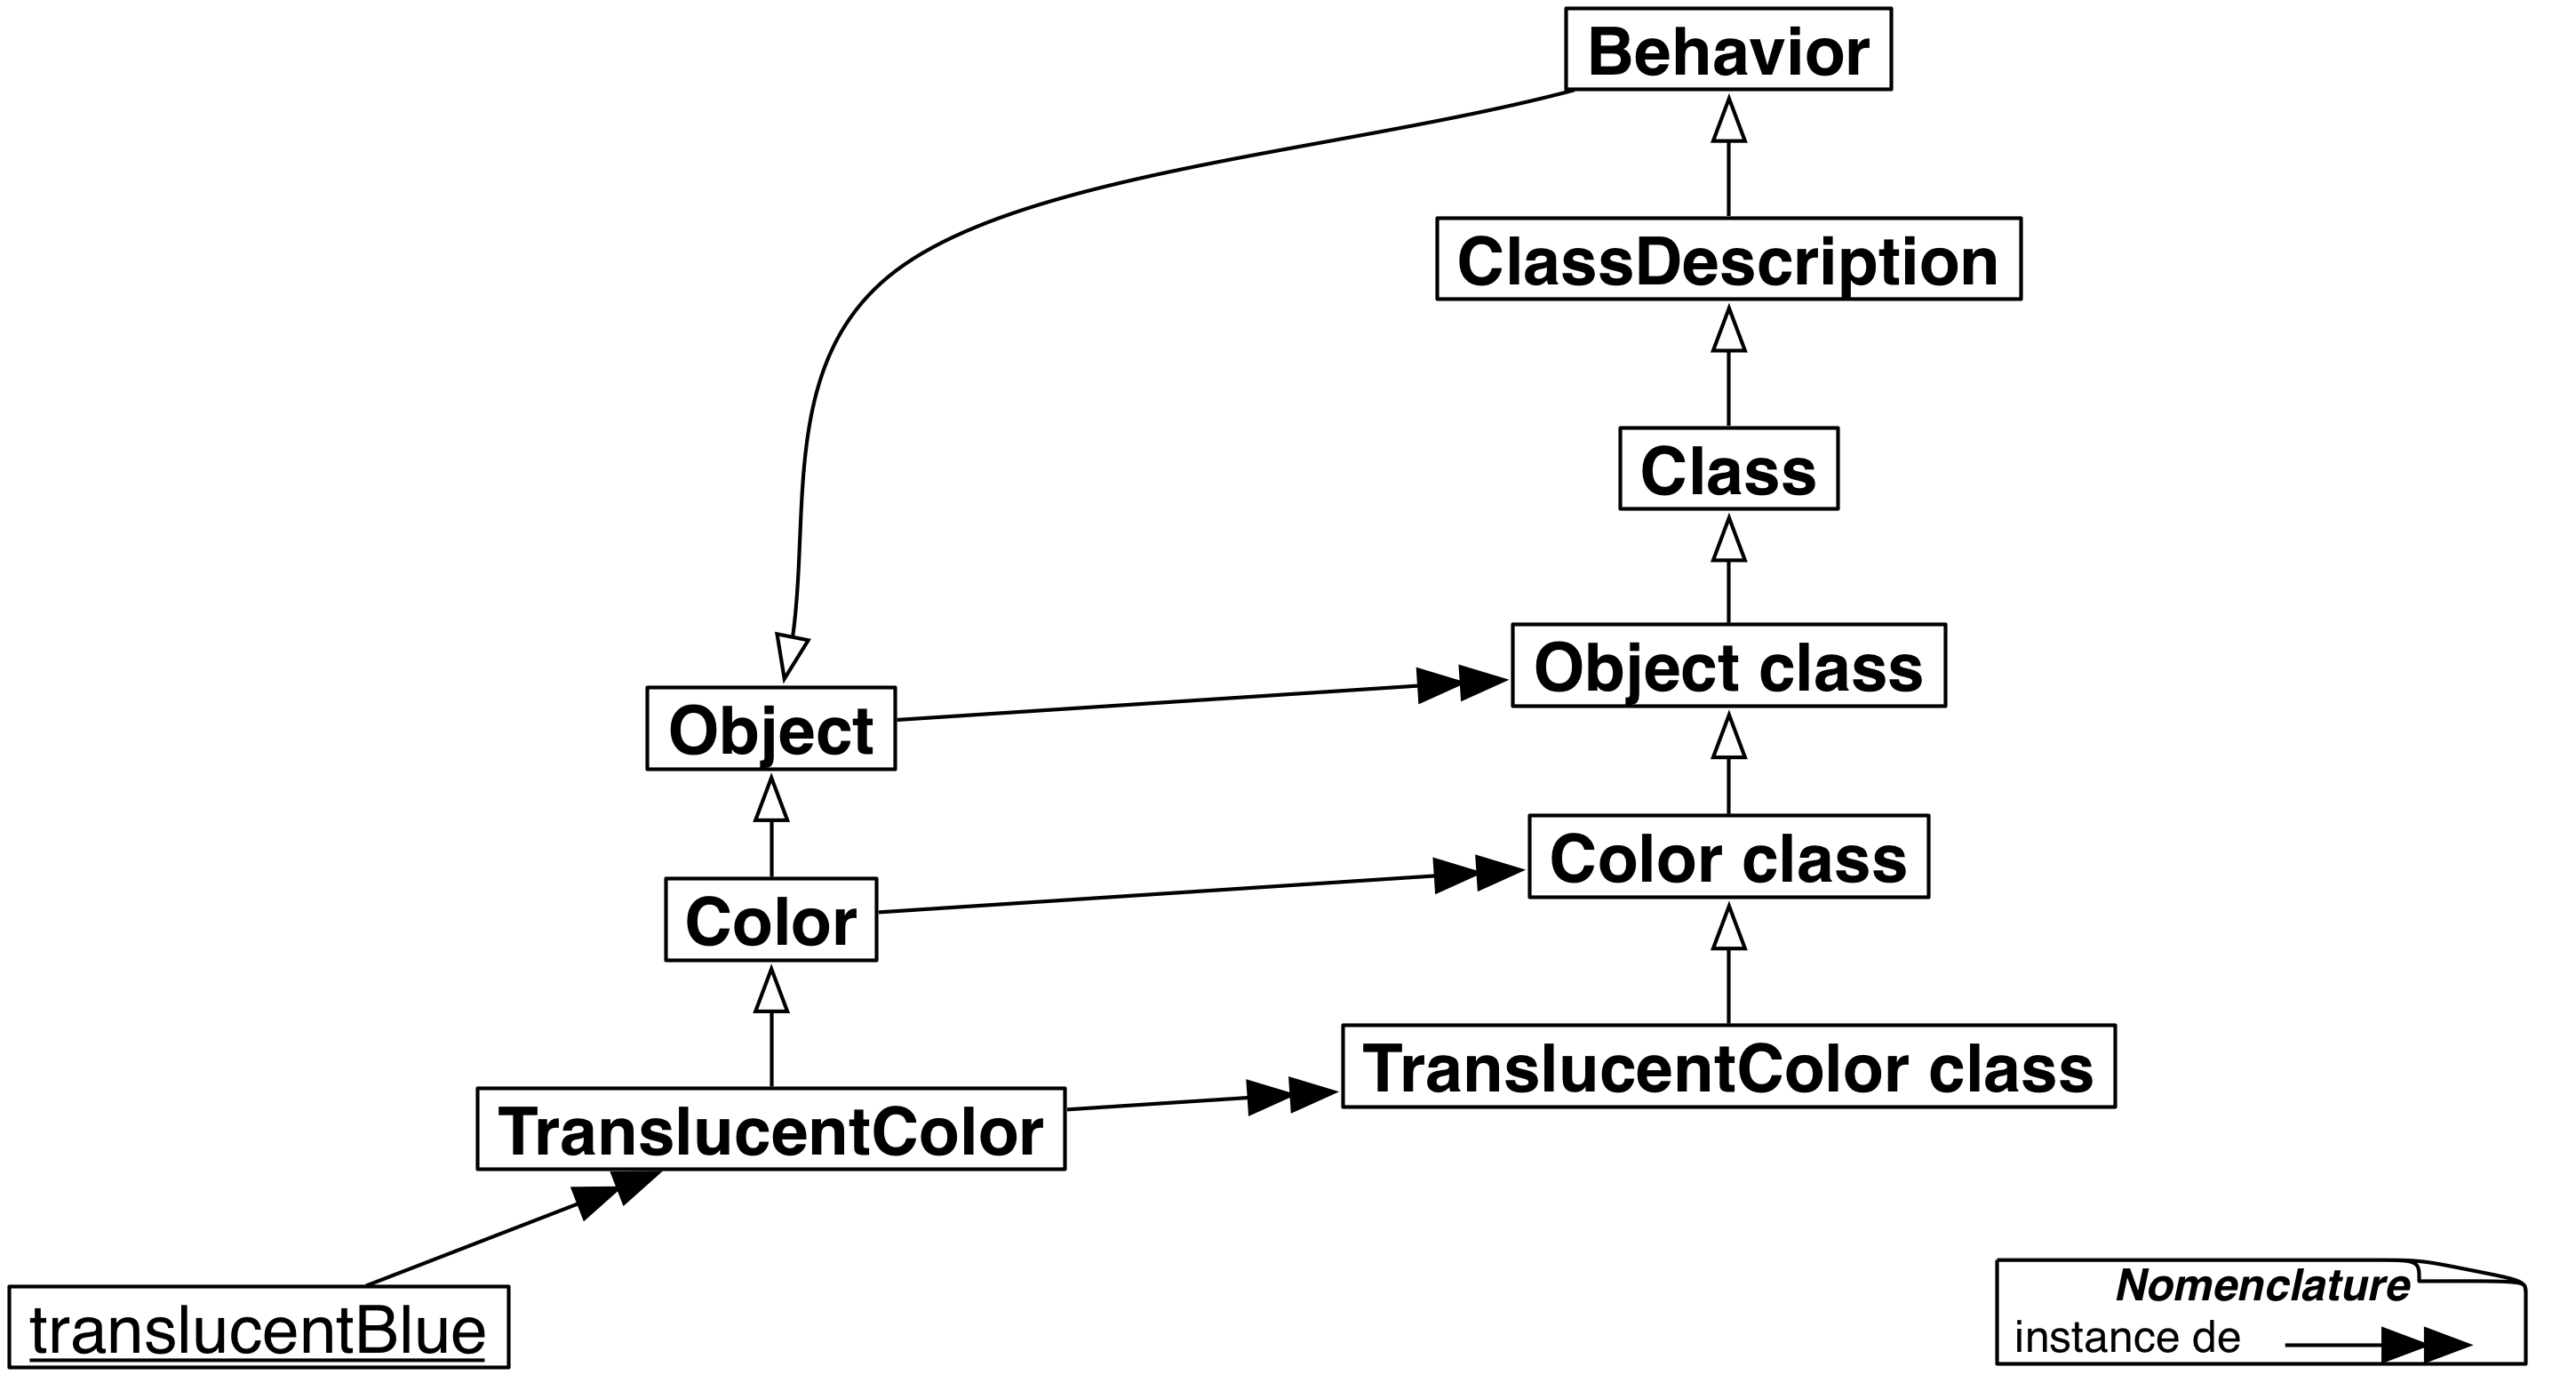 Behavior
ClassDescription
Class
Object class
Object
Color class
Color
TranslucentColor class
TranslucentColor
translucentBlue
Nomenclature
instance de